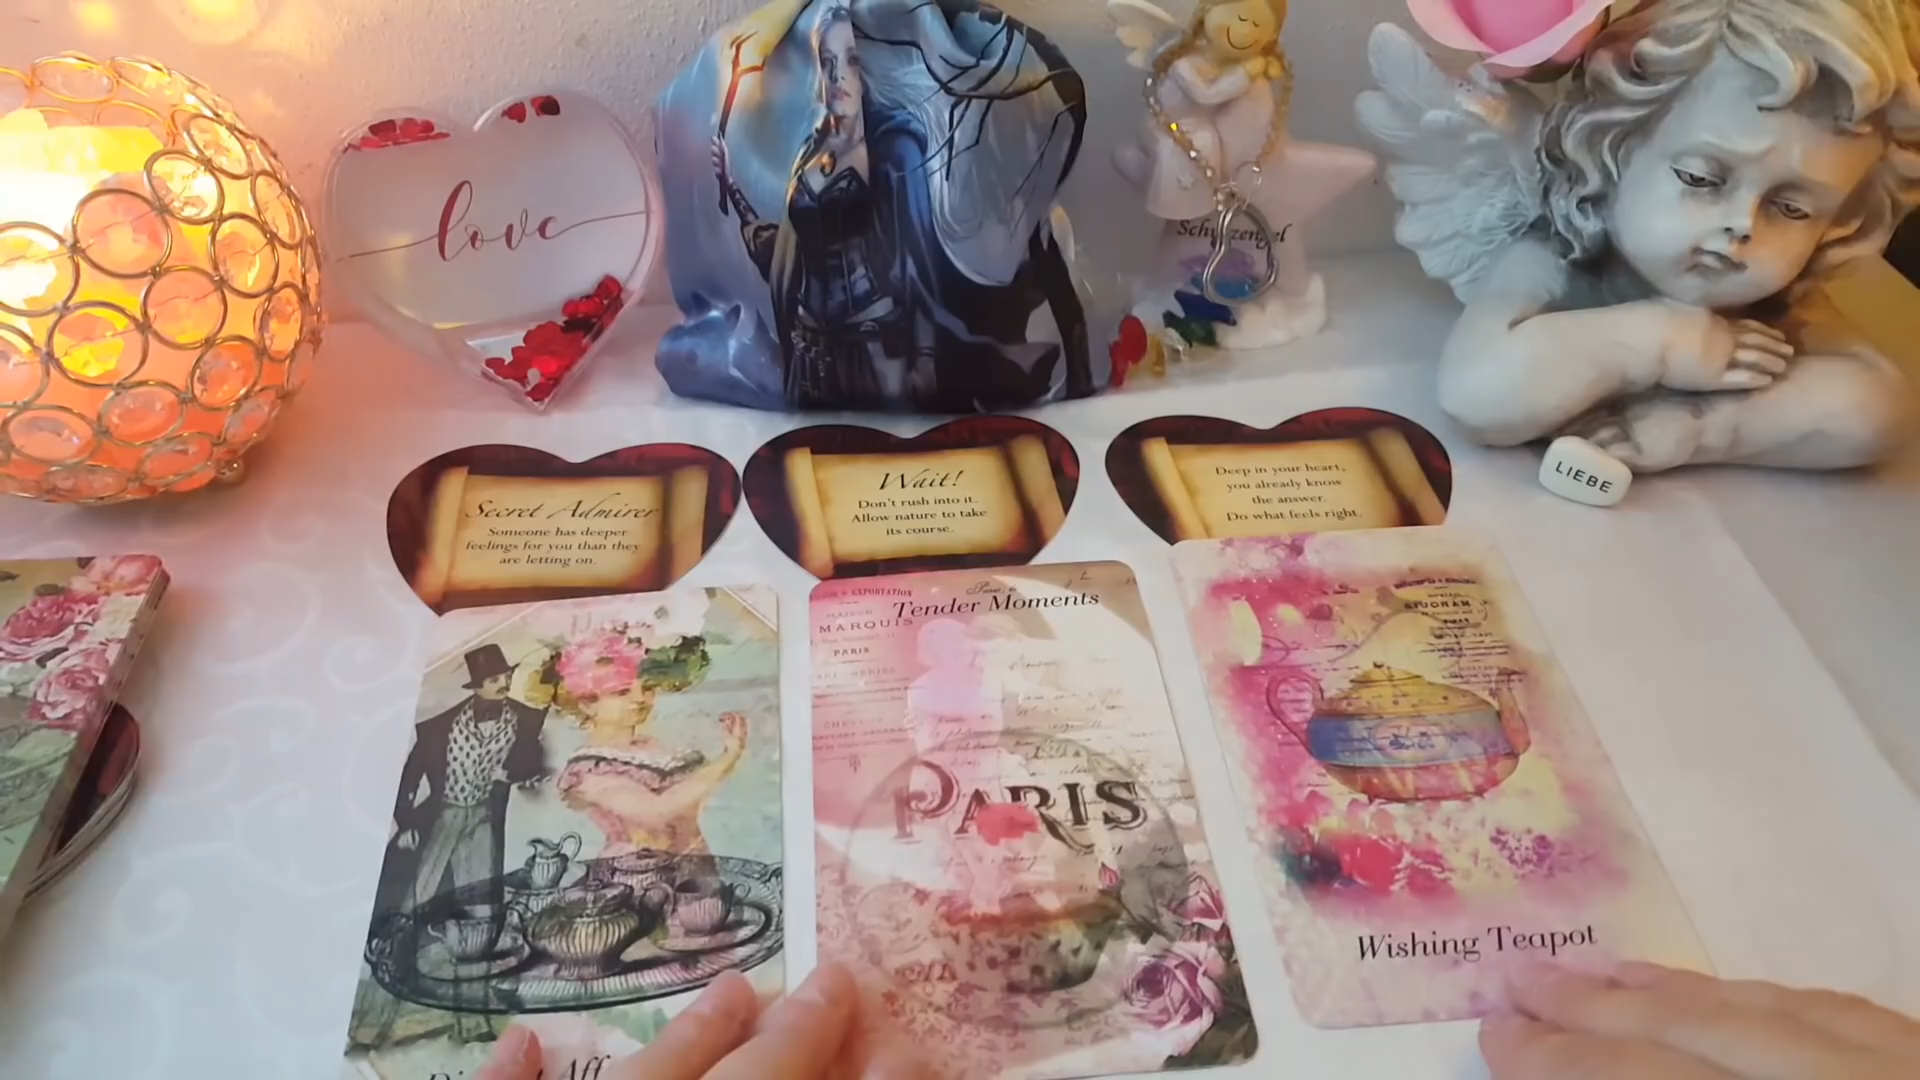 love
Schutzengel
LIEBE
Secret Admirer
Someone has deeper
feelings for you than they
are letting on.
Wait!
Don't rush into it.
Allow nature to take
its course.
Deep in your heart,
you already know
the answer.
Do what feels right.
Tender Moments
MAISON
MARQUIS
PARIS
PARIS
Wishing Teapot